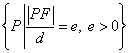 {P| |PF|/d = e, e > 0}